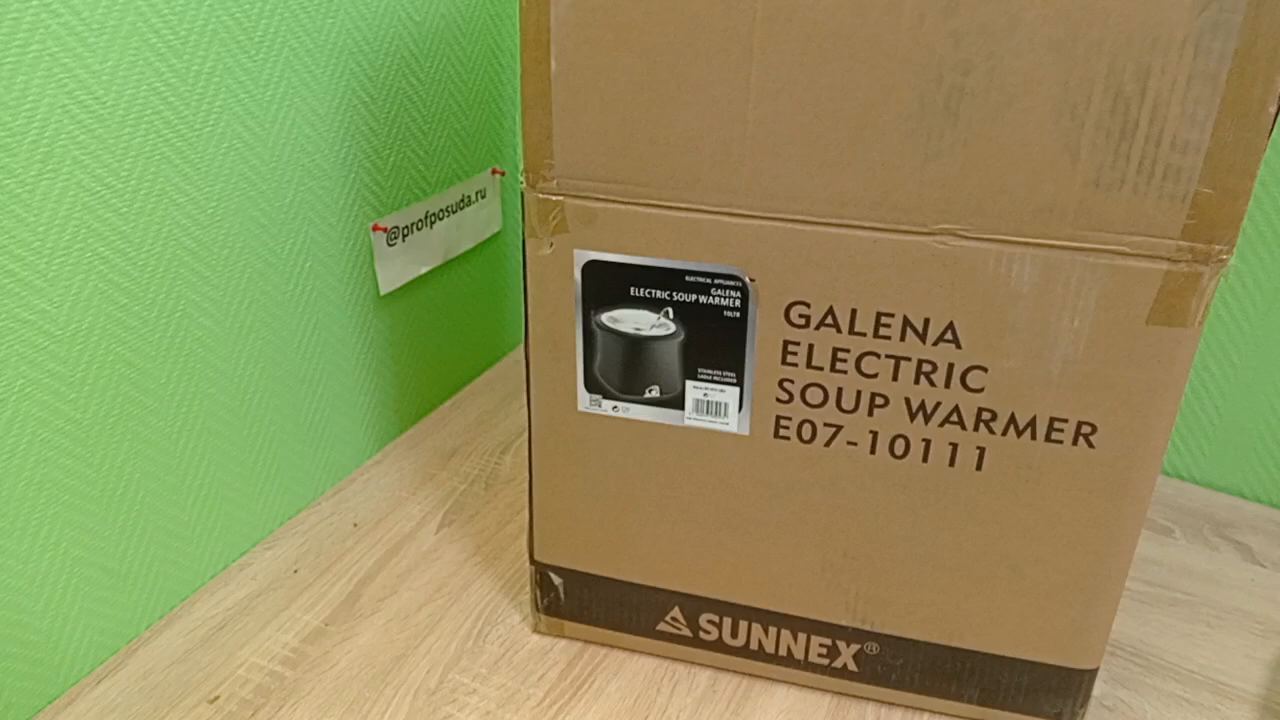 @profposuda.ru
ELECTRICAL APPLIANCES
GALENA
ELECTRIC SOUP WARMER
10LTR
STAINLESS STEEL
LADLE INCLUDED
GALENA
ELECTRIC
SOUP WARMER
E07-10111
SUNNEX®